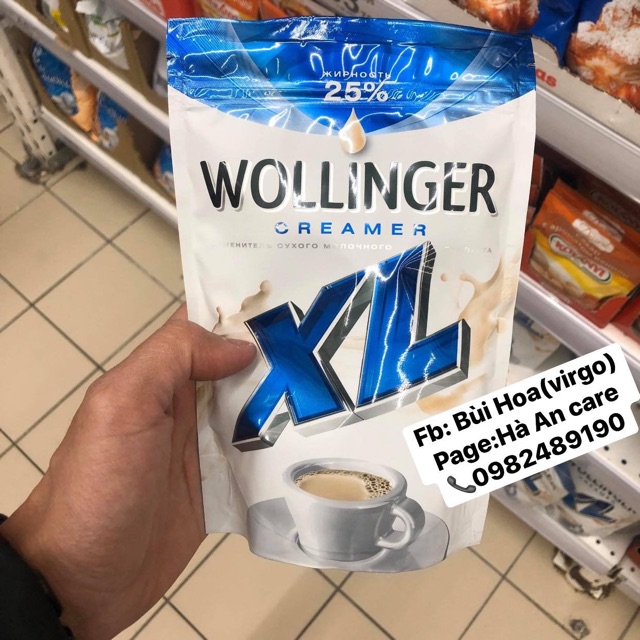 ЖИРНОСТЬ
25%
WOLLINGER
CREAMER
СУХОГО МОЛОЧНОГО
XL
Fb: Bùi Hoa(virgo)
Page:Hà An care
📞0982489190